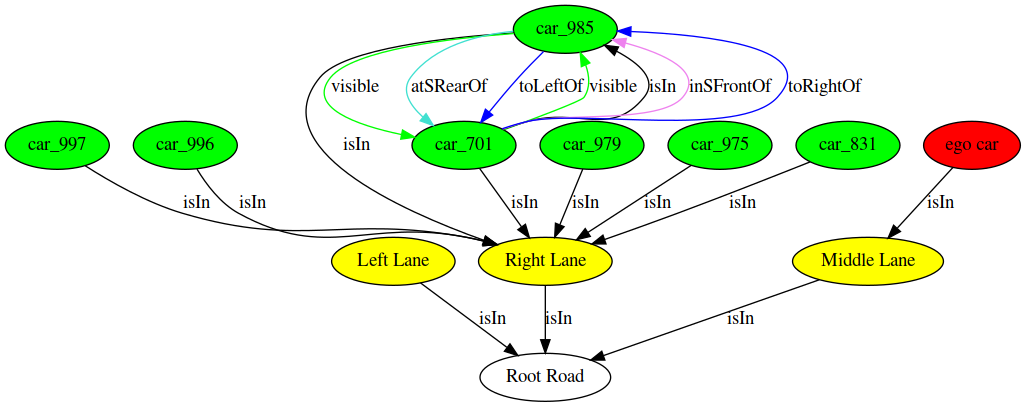 car_985
visible
atSRearOf
toLeftOf
visible
isIn
inSFrontOf
toRightOf
car_997
car_996
isIn
car_701
car_979
car_975
car_831
ego car
isIn
isIn
isIn
isIn
isIn
isIn
isIn
Left Lane
Right Lane
Middle Lane
isIn
isIn
isIn
Root Road